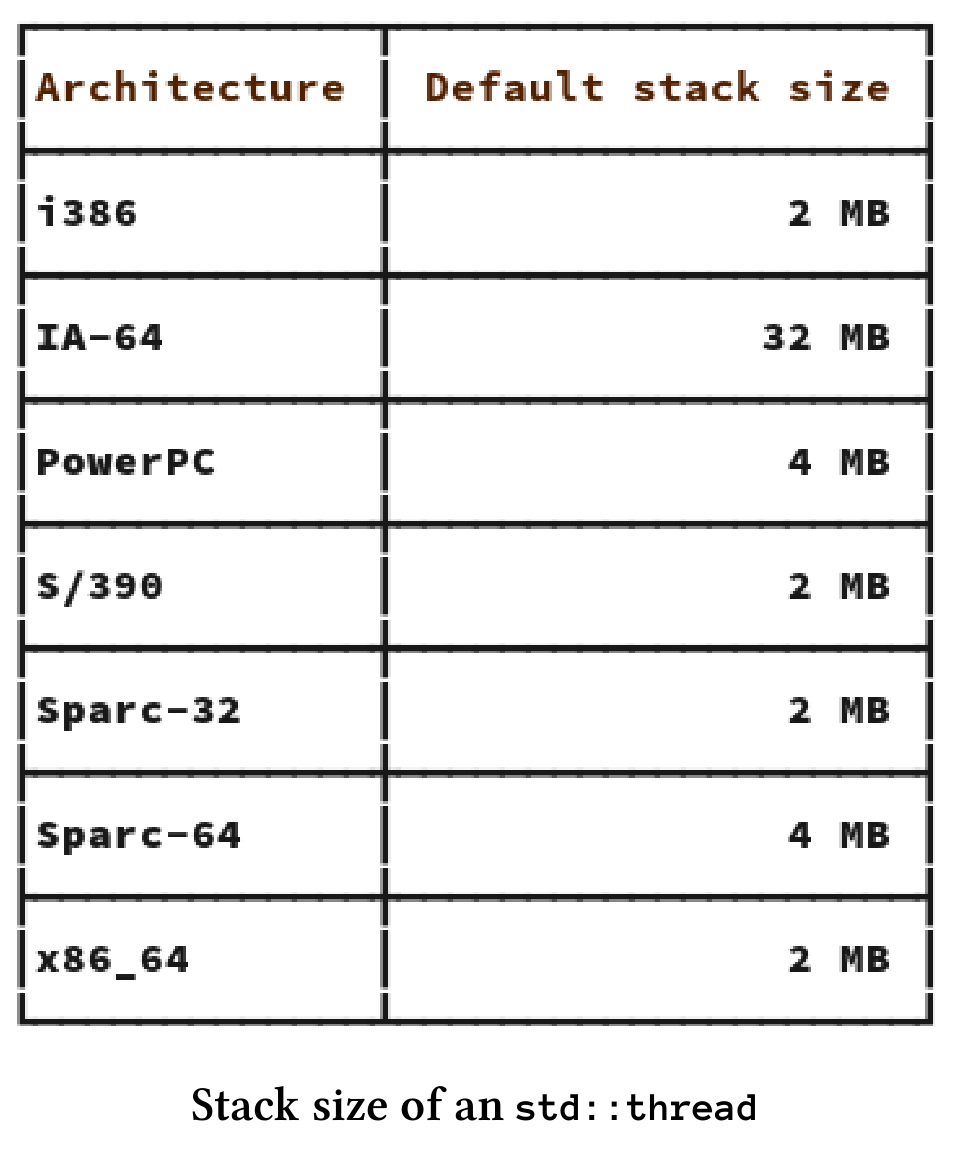 Architecture Default stack size
i386 2 MB
IA-64 32 MB
PowerPC 4 MB
S/390 2 MB
Sparc-32 2 MB
Sparc-64 4 MB
x86_64 2 MB
Stack size of an std::thread